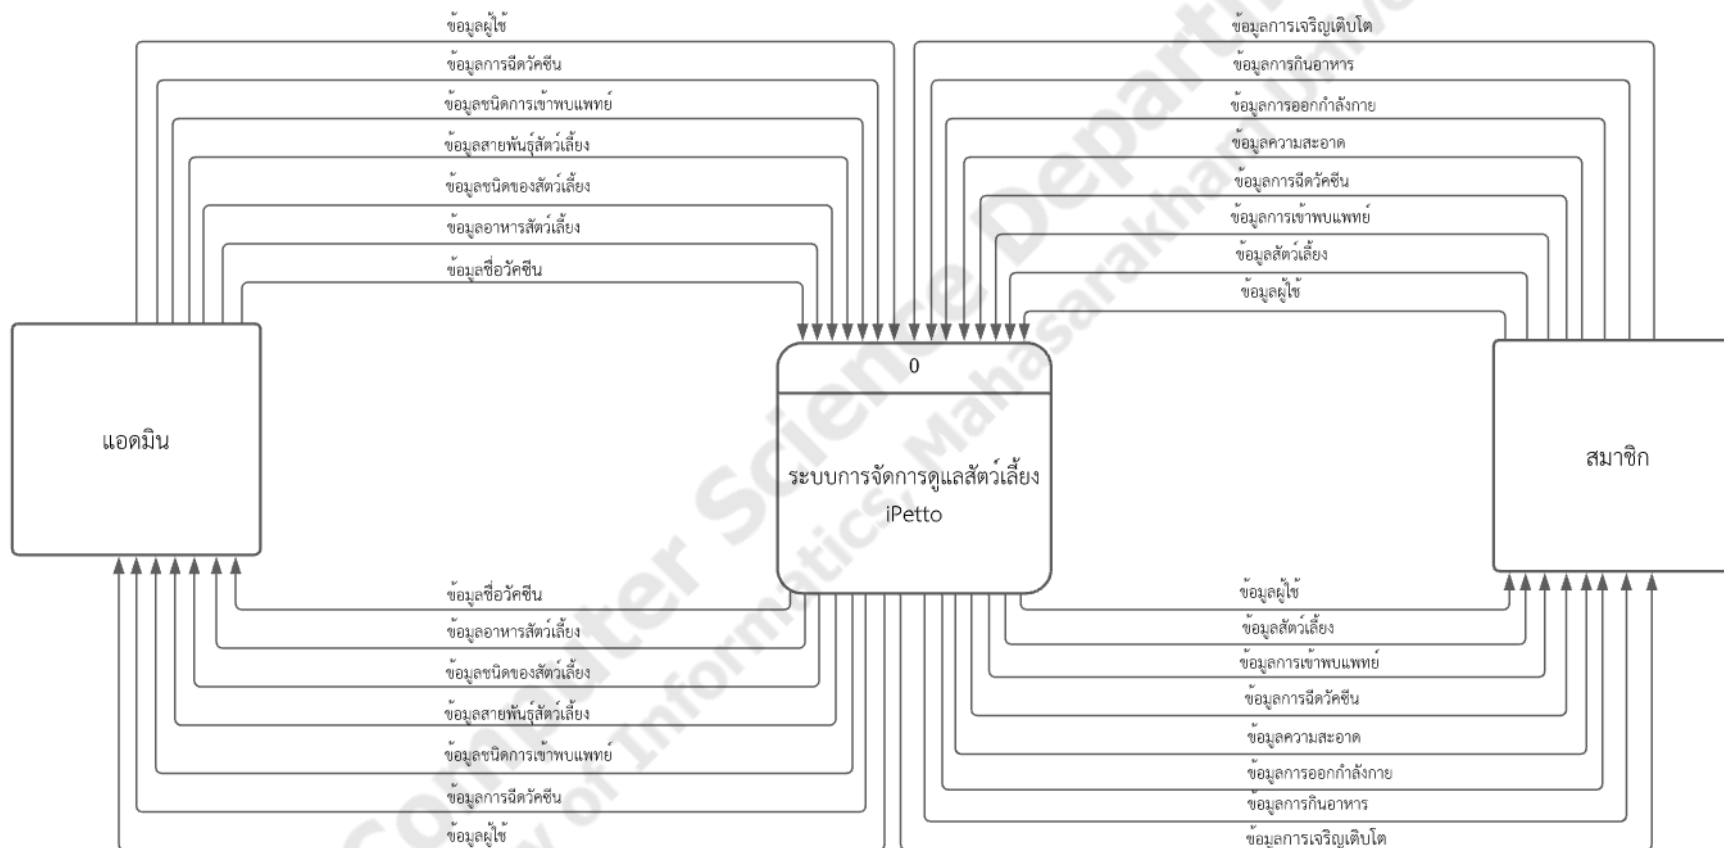 ข้อมูลผู้ใช้
ข้อมูลการฉีดวัคซีน
ข้อมูลชนิดการเข้าพบแพทย์
ข้อมูลสายพันธุ์สัตว์เลี้ยง
ข้อมูลชนิดของสัตว์เลี้ยง
ข้อมูลอาหารสัตว์เลี้ยง
ข้อมูลชื่อวัคซีน
ข้อมูลการเจริญเติบโต
ข้อมูลการกินอาหาร
ข้อมูลการออกกำลังกาย
ข้อมูลความสะอาด
ข้อมูลการฉีดวัคซีน
ข้อมูลการเข้าพบแพทย์
ข้อมูลสัตว์เลี้ยง
ข้อมูลผู้ใช้
แอดมิน
0
ระบบการจัดการดูแลสัตว์เลี้ยง
iPetto
สมาชิก
ข้อมูลชื่อวัคซีน
ข้อมูลอาหารสัตว์เลี้ยง
ข้อมูลชนิดของสัตว์เลี้ยง
ข้อมูลสายพันธุ์สัตว์เลี้ยง
ข้อมูลชนิดการเข้าพบแพทย์
ข้อมูลการฉีดวัคซีน
ข้อมูลผู้ใช้
ข้อมูลผู้ใช้
ข้อมูลสัตว์เลี้ยง
ข้อมูลการเข้าพบแพทย์
ข้อมูลการฉีดวัคซีน
ข้อมูลความสะอาด
ข้อมูลการออกกำลังกาย
ข้อมูลการกินอาหาร
ข้อมูลการเจริญเติบโต
Computer Science Depart
of Informatics, Mahasarakham Unive